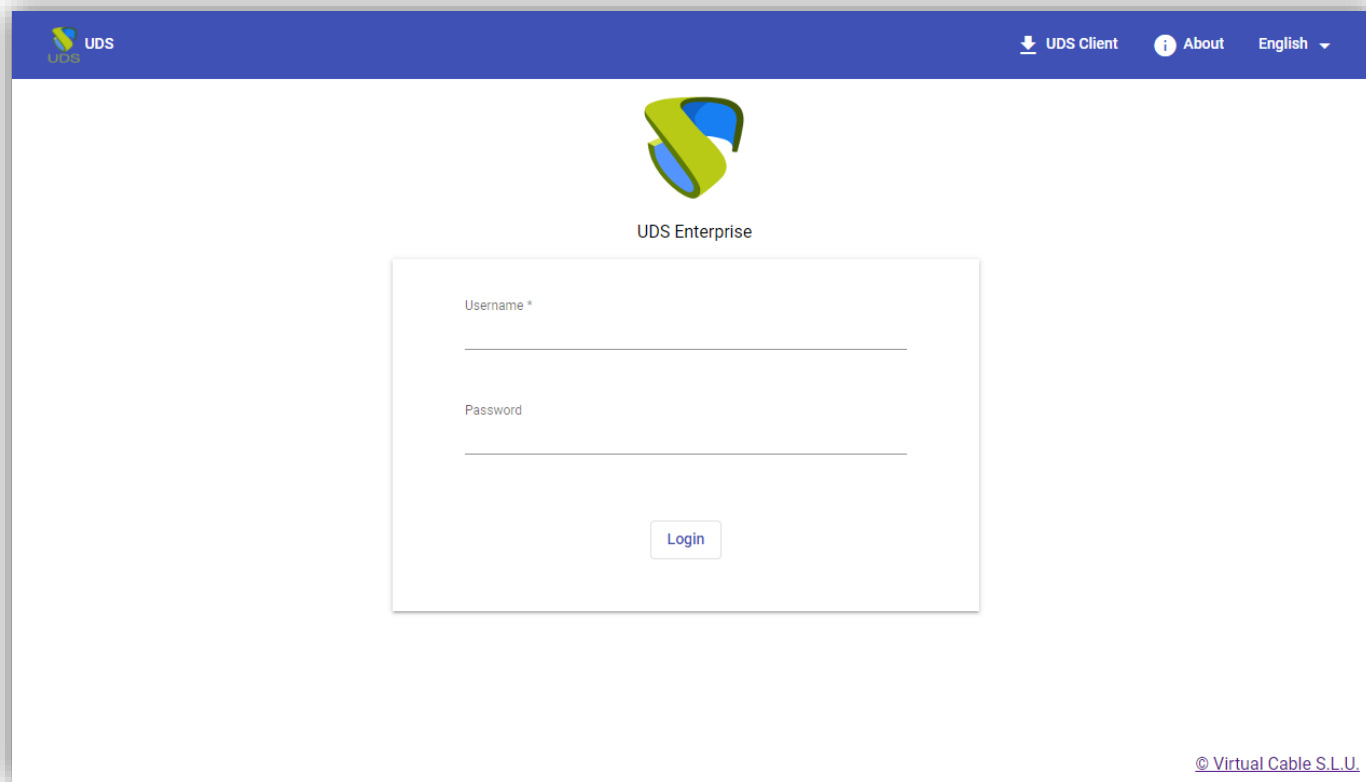 UDS
UDS UDS Client About English
UDS Enterprise
Username *
Password
Login
© Virtual Cable S.L.U.